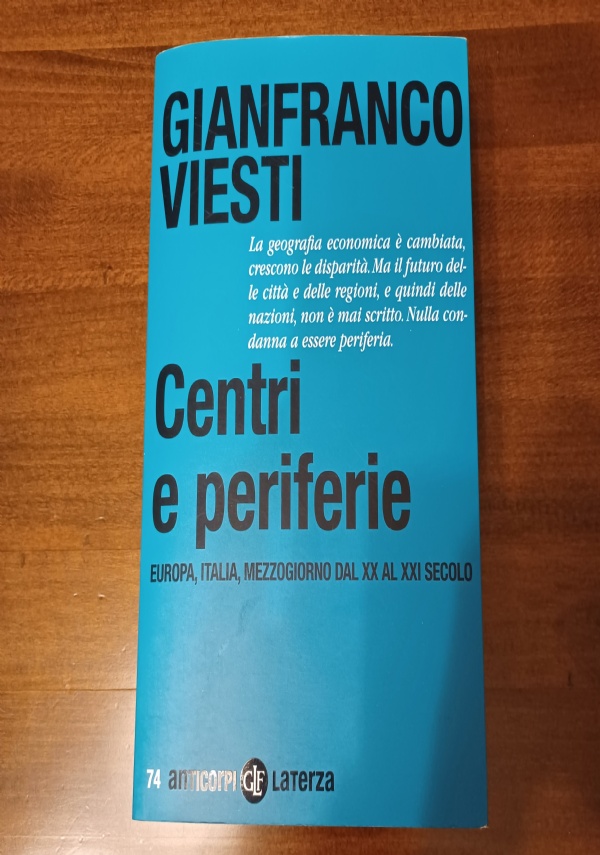 GIANFRANCO
VIESTI
La geografia economica è cambiata,
crescono le disparità. Ma il futuro del-
le città e delle regioni, e quindi delle
nazioni, non è mai scritto. Nulla con-
danna a essere periferia.
Centri
e periferie
EUROPA, ITALIA, MEZZOGIORNO DAL XX AL XXI SECOLO
74 anTICORPI GLF LaTERZA